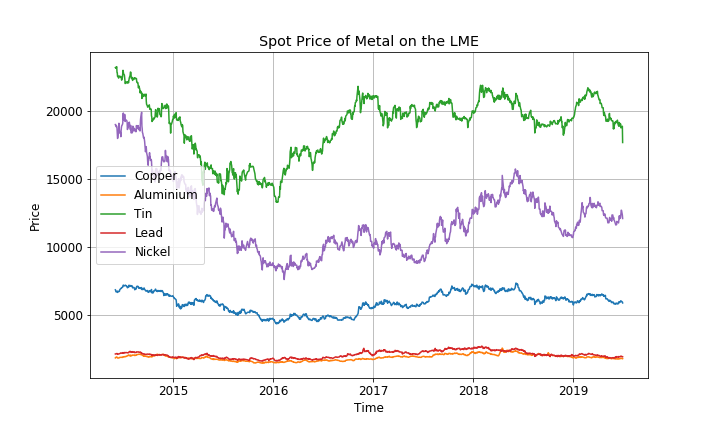 Spot Price of Metal on the LME
Price
20000
15000
10000
5000
Copper
Aluminium
Tin
Lead
Nickel
2015 2016 2017 2018 2019
Time